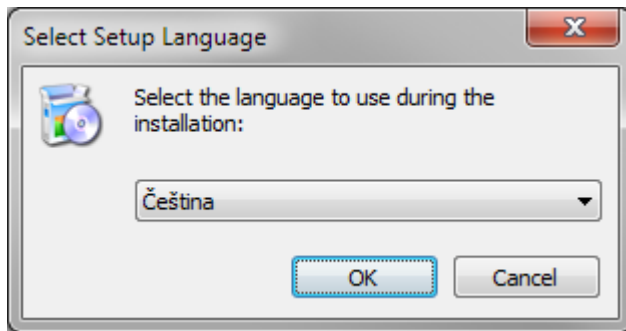 Select Setup Language
Select the language to use during the
installation:
Čeština
OK
Cancel